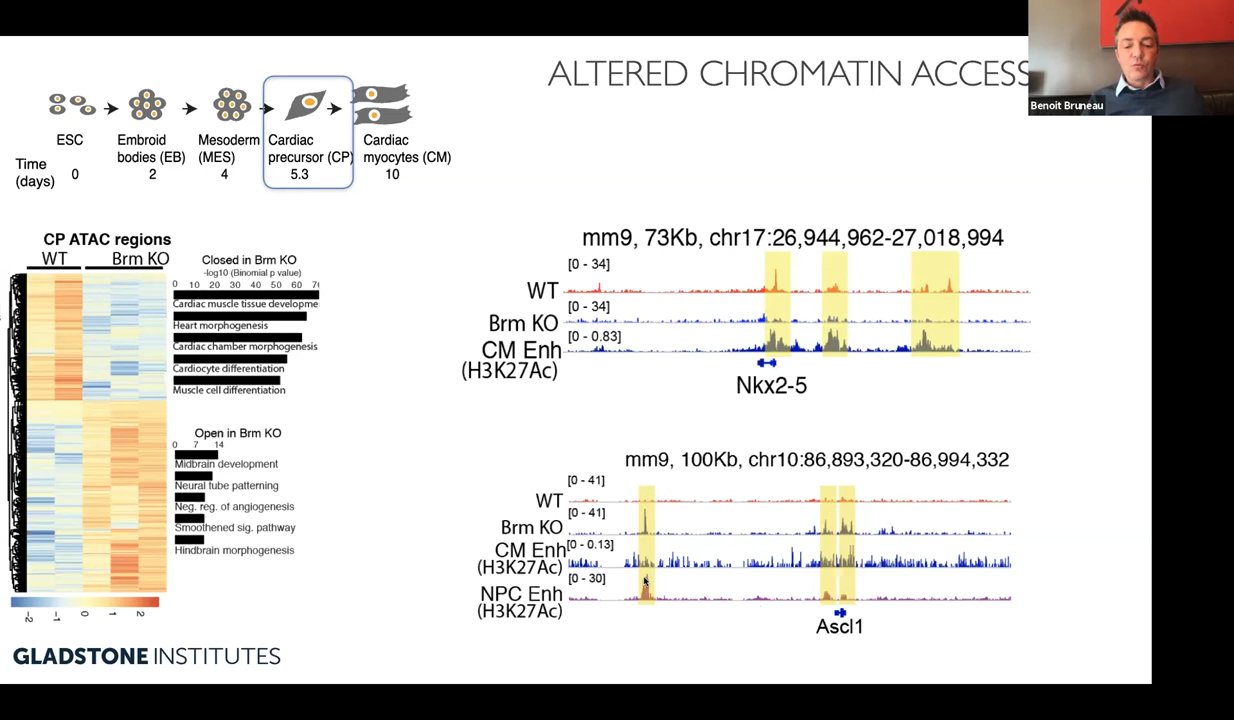 ALTERED CHROMATIN ACCESS
Benoit Bruneau
ESC
Embroid
bodies (EB)
Mesoderm
(MES)
Cardiac
precursor (CP)
Cardiac
myocytes (CM)
Time
(days)
0
2
4
5.3
10
CP ATAC regions
WT
Brm KO
Closed in Brm KO
-log10 (Binomial p value)
0 10 20 30 40 50 60 70
Cardiac muscle tissue developme
Heart morphogenesis
Cardiac chamber morphogenesis
Cardiocyte differentiation
Muscle cell differentiation
Open in Brm KO
0 7 14
Midbrain development
Neural tube patterning
Neg. reg. of angiogenesis
Smoothened sig. pathway
Hindbrain morphogenesis
-2 -1 0 1 2
mm9, 73Kb, chr17:26,944,962-27,018,994
[0 - 34]
WT
[0 - 34]
Brm KO
[0 - 0.83]
CM Enh
(H3K27Ac)
Nkx2-5
mm9, 100Kb, chr10:86,893,320-86,994,332
[0 - 41]
WT
[0 - 41]
Brm KO
[0 - 0.13]
CM Enh
(H3K27Ac)
[0 - 30]
NPC Enh
(H3K27Ac)
Ascl1
GLADSTONE INSTITUTES